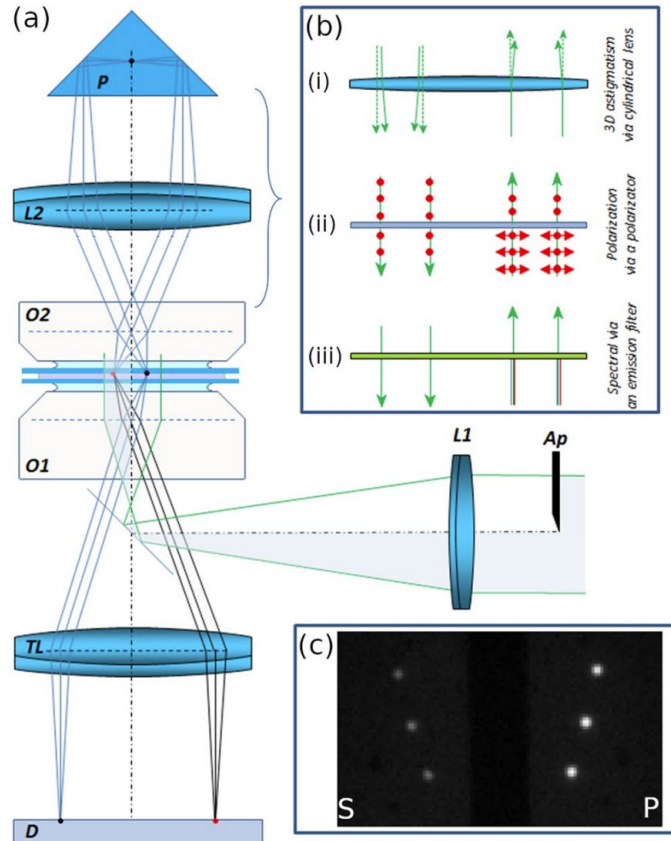 (a)
P
L2
O2
O1
TL
D
L1
Ap
(b)
(i)
3D astigmatism
via cylindrical lens
(ii)
Polarization
via a polarizator
(iii)
Spectral via
an emission filter
(c)
S
P